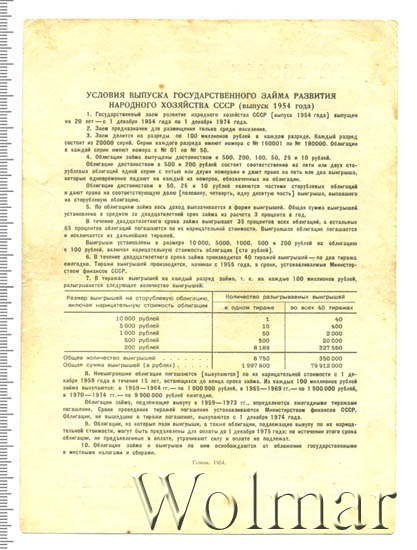 УСЛОВИЯ ВЫПУСКА ГОСУДАРСТВЕННОГО ЗАЙМА РАЗВИТИЯ
НАРОДНОГО ХОЗЯЙСТВА СССР (выпуск 1954 года)
1. Государственный заем развития народного хозяйства СССР (выпуск 1954 года) выпущен
на 20 лет—с 1 декабря 1954 года по 1 декабря 1974 года.
2. Заем предназначен для размещения только среди населения.
3. Заем делится на разряды по 100 миллионов рублей в каждом разряде. Каждый разряд
состоит из 20000 серий. Серии каждого разряда имеют номера с № 160001 по № 180000. Облигации
в каждой серии имеют номера с № 01 по № 50.
4. Облигации займа выпущены достоинством в 500, 200, 100, 50, 25 и 10 рублей.
Облигации достоинством в 500 и 200 рублей состоят соответственно из пяти или двух сто-
рублевых облигаций одной серии с пятью или двумя номерами и дают право на пять или два выигрыша,
которые одновременно падают на каждый из номеров, обозначенных на облигации.
Облигации достоинством в 50, 25 и 10 рублей являются частями сторублевых облигаций
и дают право на соответствующую долю (половину, четверть, одну десятую часть) выигрыша, выпавшего
на сторублевую облигацию.
5. По облигациям займа весь доход выплачивается в форме выигрышей. Общая сумма выигрышей
установлена в среднем за двадцатилетний срок займа из расчета 3 процента в год.
В течение двадцатилетнего срока займа выигрывает 35 процентов всех облигаций, а остальные
65 процентов облигаций погашаются по их нарицательной стоимости. Выигравшая облигация погашается
и исключается из дальнейших тиражей.
Выигрыши установлены в размере 10 000, 5000, 1000, 500 и 200 рублей на облигацию
в 100 рублей, включая нарицательную стоимость облигации (сто рублей).
6. В течение двадцатилетнего срока займа производится 40 тиражей выигрышей—по два тиража
ежегодно. Тиражи выигрышей производятся, начиная с 1955 года, в сроки, устанавливаемые Министер-
ством финансов СССР.
7. В тиражах выигрышей на каждый разряд займа, т. е. на каждые 100 миллионов рублей,
разыгрывается следующее количество выигрышей:
Размер выигрышей на сторублевую облигацию, включая нарицательную стоимость облигации
Количество разыгрываемых выигрышей
в одном тираже во всех 40 тиражах
10 000 рублей 1 40
5 000 рублей 10 400
1 000 рублей 50 2 000
500 рублей 500 20 000
200 рублей 8 189 327 560
Общее количество выигрышей 8 750 350 000
Общая сумма выигрышей (в рублях) 1 997 800 79 912 000
8. Невыигравшие облигации погашаются (выкупаются) по их нарицательной стоимости с 1 де-
кабря 1959 года в течение 15 лет, остающихся до конца срока займа. Из каждых 100 миллионов рублей
займа выкупается: в 1959—1964 гг.— по 1 000 000 рублей, в 1965—1969 гг.— по 1 900 000 рублей,
и в 1970—1974 гг.— по 9 900 000 рублей ежегодно.
Облигации займа, подлежащие выкупу в 1959—1973 гг., определяются ежегодными тиражами
погашения. Сроки проведения тиражей погашения устанавливаются Министерством финансов СССР.
Облигации, не вышедшие в тиражи погашения, выкупаются с 1 декабря 1974 года.
9. Облигации, на которые пали выигрыши, а также облигации, подлежащие выкупу по их нарица-
тельной стоимости, могут быть предъявлены для оплаты до 1 декабря 1975 года; по истечении этого срока
облигации, не предъявленные к оплате, утрачивают силу и оплате не подлежат.
10. Облигации займа и выигрыши по ним освобождаются от обложения государственными
и местными налогами и сборами.
Гознак. 1954.
Wolmar